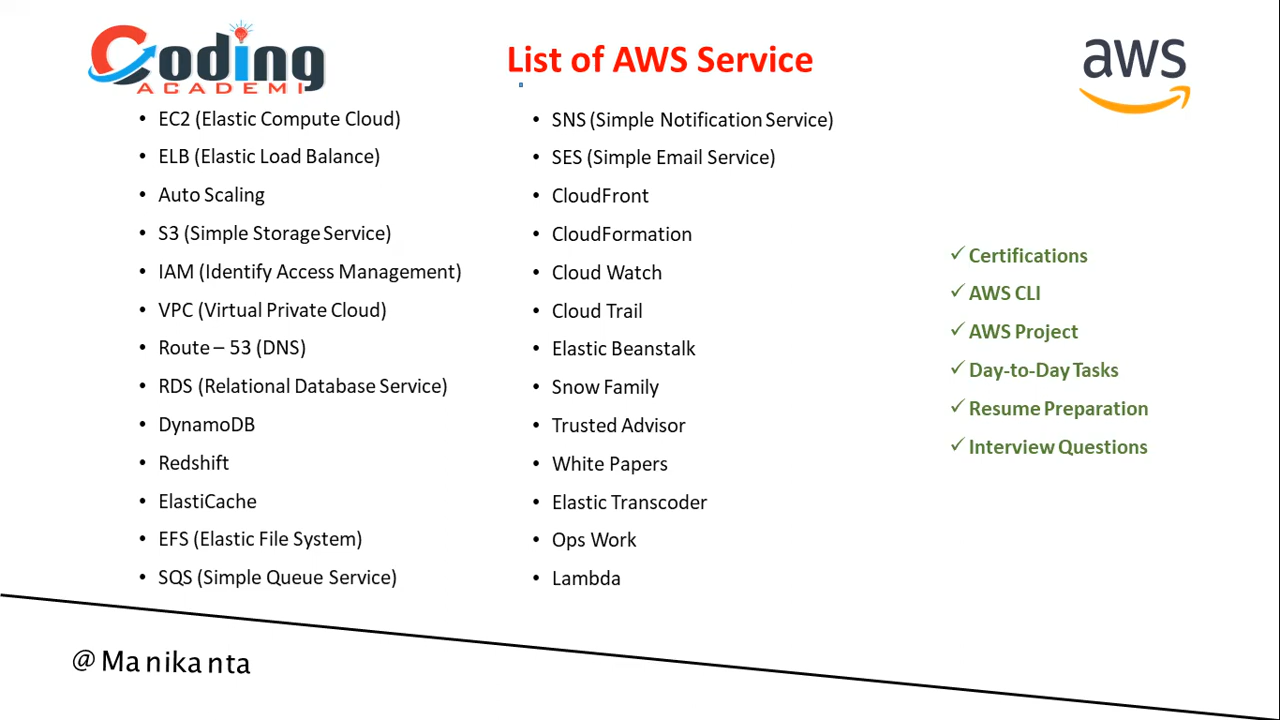 Coding
ACADEMI
List of AWS Service
aws
• EC2 (Elastic Compute Cloud)
• ELB (Elastic Load Balance)
• Auto Scaling
• S3 (Simple Storage Service)
• IAM (Identify Access Management)
• VPC (Virtual Private Cloud)
• Route – 53 (DNS)
• RDS (Relational Database Service)
• DynamoDB
• Redshift
• ElastiCache
• EFS (Elastic File System)
• SQS (Simple Queue Service)
• SNS (Simple Notification Service)
• SES (Simple Email Service)
• CloudFront
• CloudFormation
• Cloud Watch
• Cloud Trail
• Elastic Beanstalk
• Snow Family
• Trusted Advisor
• White Papers
• Elastic Transcoder
• Ops Work
• Lambda
✓ Certifications
✓ AWS CLI
✓ AWS Project
✓ Day-to-Day Tasks
✓ Resume Preparation
✓ Interview Questions
@Manikanta